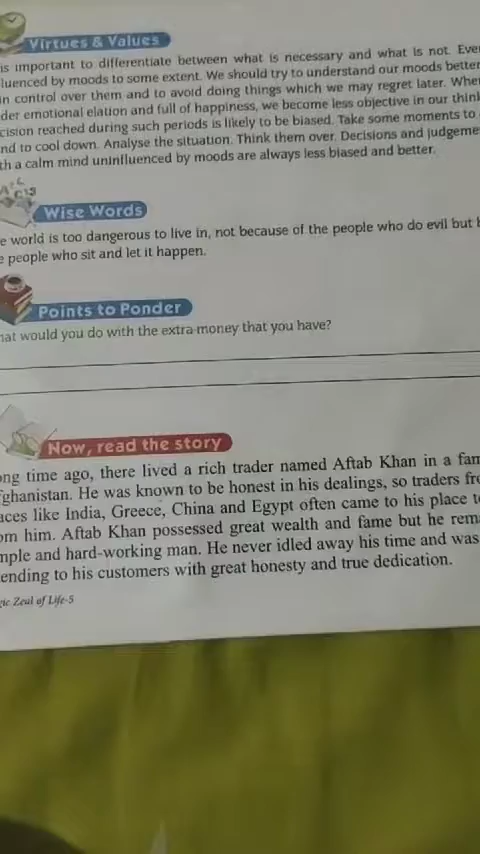 Virtues & Values
is important to differentiate between what is necessary and what is not. Eve
luenced by moods to some extent. We should try to understand our moods better
in control over them and to avoid doing things which we may regret later. Whe
der emotional elation and full of happiness, we become less objective in our think
cision reached during such periods is likely to be biased. Take some moments to
nd to cool down. Analyse the situation. Think them over. Decisions and judgeme
th a calm mind uninfluenced by moods are always less biased and better.
Wise Words
e world is too dangerous to live in, not because of the people who do evil but b
e people who sit and let it happen.
Points to Ponder
hat would you do with the extra money that you have?
Now, read the story
ong time ago, there lived a rich trader named Aftab Khan in a fam
fghanistan. He was known to be honest in his dealings, so traders fro
aces like India, Greece, China and Egypt often came to his place t
om him. Aftab Khan possessed great wealth and fame but he rem
mple and hard-working man. He never idled away his time and was
ending to his customers with great honesty and true dedication.
gic Zeal of Life-5